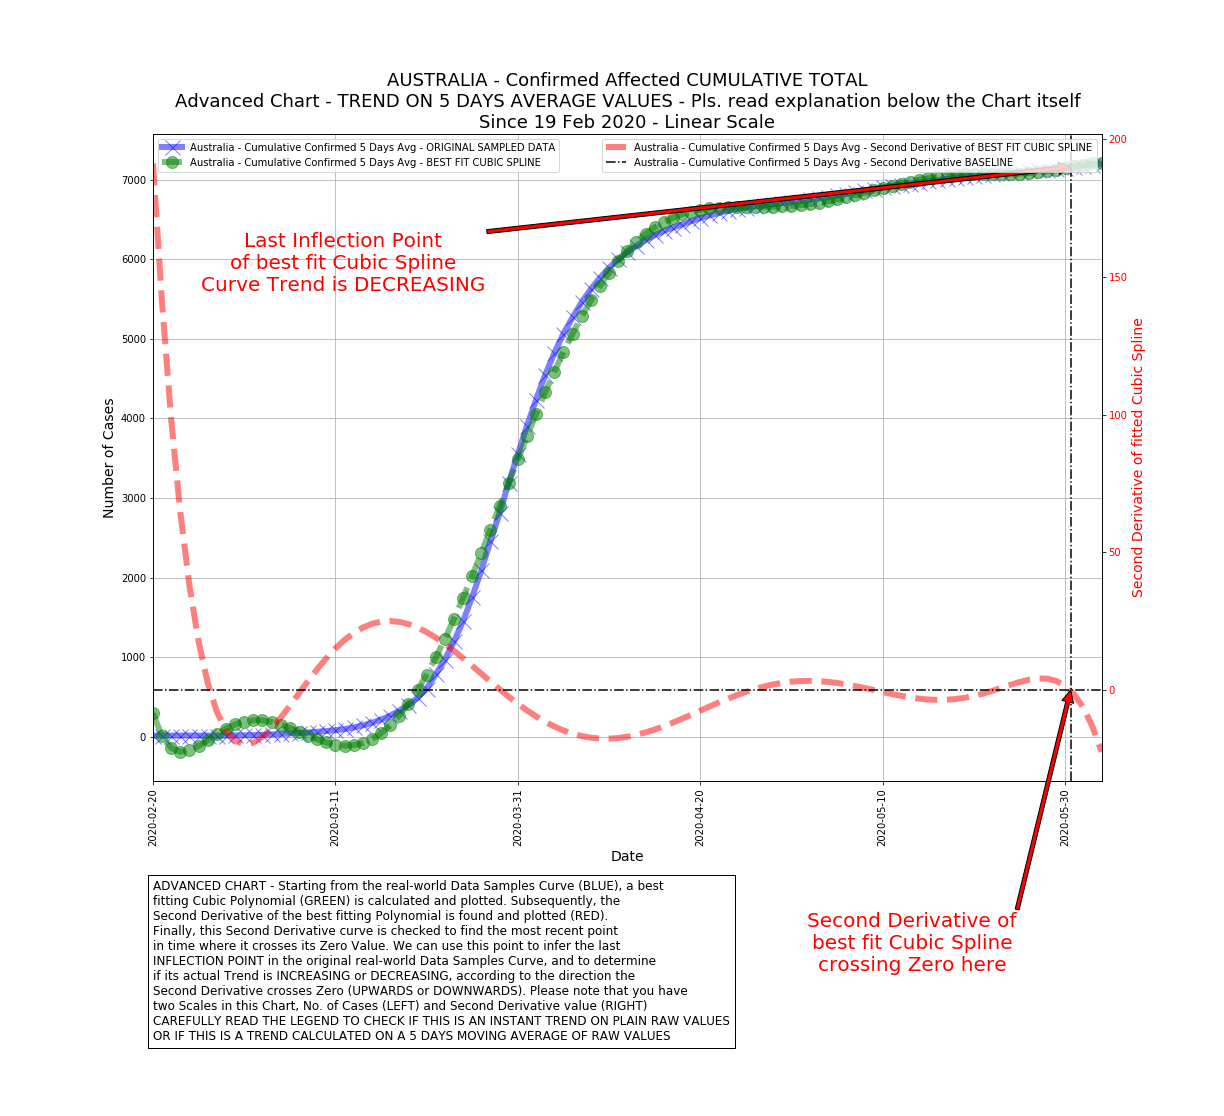 AUSTRALIA - Confirmed Affected CUMULATIVE TOTAL
Advanced Chart - TREND ON 5 DAYS AVERAGE VALUES - Pls. read explanation below the Chart itself
Since 19 Feb 2020 - Linear Scale
Australia - Cumulative Confirmed 5 Days Avg - ORIGINAL SAMPLED DATA
Australia - Cumulative Confirmed 5 Days Avg - BEST FIT CUBIC SPLINE
Australia - Cumulative Confirmed 5 Days Avg - Second Derivative of BEST FIT CUBIC SPLINE
Australia - Cumulative Confirmed 5 Days Avg - Second Derivative BASELINE
Last Inflection Point
of best fit Cubic Spline
Curve Trend is DECREASING
Number of Cases
7000
6000
5000
4000
3000
2000
1000
0
200
150
100
50
0
Second Derivative of fitted Cubic Spline
2020-02-20
2020-03-11
2020-03-31
2020-04-20
2020-05-10
2020-05-30
Date
ADVANCED CHART - Starting from the real-world Data Samples Curve (BLUE), a best
fitting Cubic Polynomial (GREEN) is calculated and plotted. Subsequently, the
Second Derivative of the best fitting Polynomial is found and plotted (RED).
Finally, this Second Derivative curve is checked to find the most recent point
in time where it crosses its Zero Value. We can use this point to infer the last
INFLECTION POINT in the original real-world Data Samples Curve, and to determine
if its actual Trend is INCREASING or DECREASING, according to the direction the
Second Derivative crosses Zero (UPWARDS or DOWNWARDS). Please note that you have
two Scales in this Chart, No. of Cases (LEFT) and Second Derivative value (RIGHT)
CAREFULLY READ THE LEGEND TO CHECK IF THIS IS AN INSTANT TREND ON PLAIN RAW VALUES
OR IF THIS IS A TREND CALCULATED ON A 5 DAYS MOVING AVERAGE OF RAW VALUES
Second Derivative of
best fit Cubic Spline
crossing Zero here